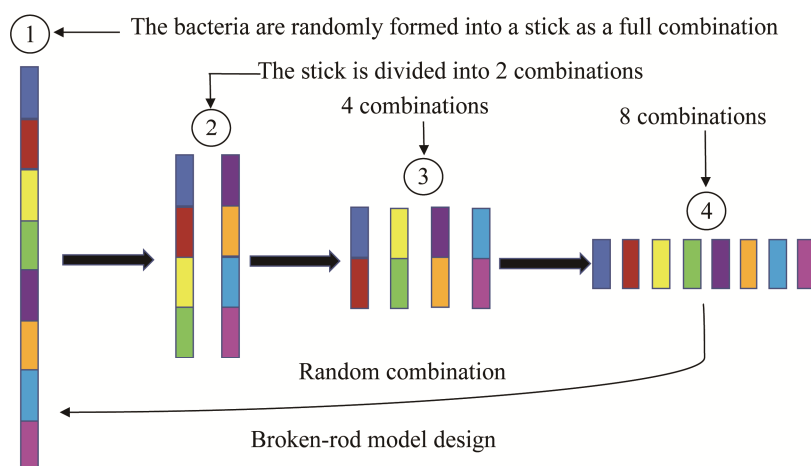 1
The bacteria are randomly formed into a stick as a full combination
The stick is divided into 2 combinations
2
4 combinations
3
8 combinations
4
Random combination
Broken-rod model design